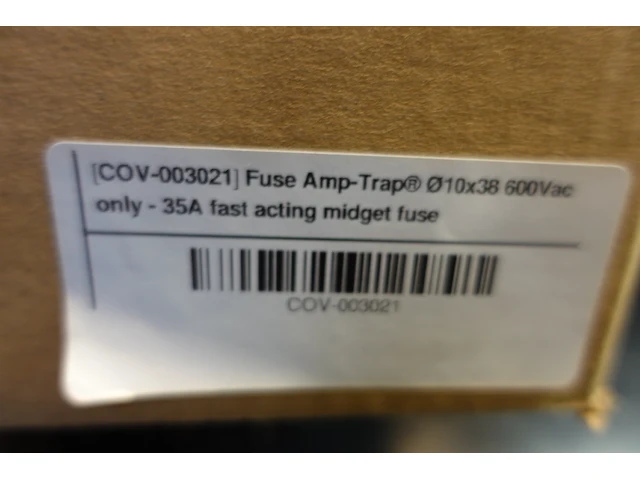 [COV-003021] Fuse Amp-Trap® Ø10x38 600Vac
only - 35A fast acting midget fuse
COV-003021